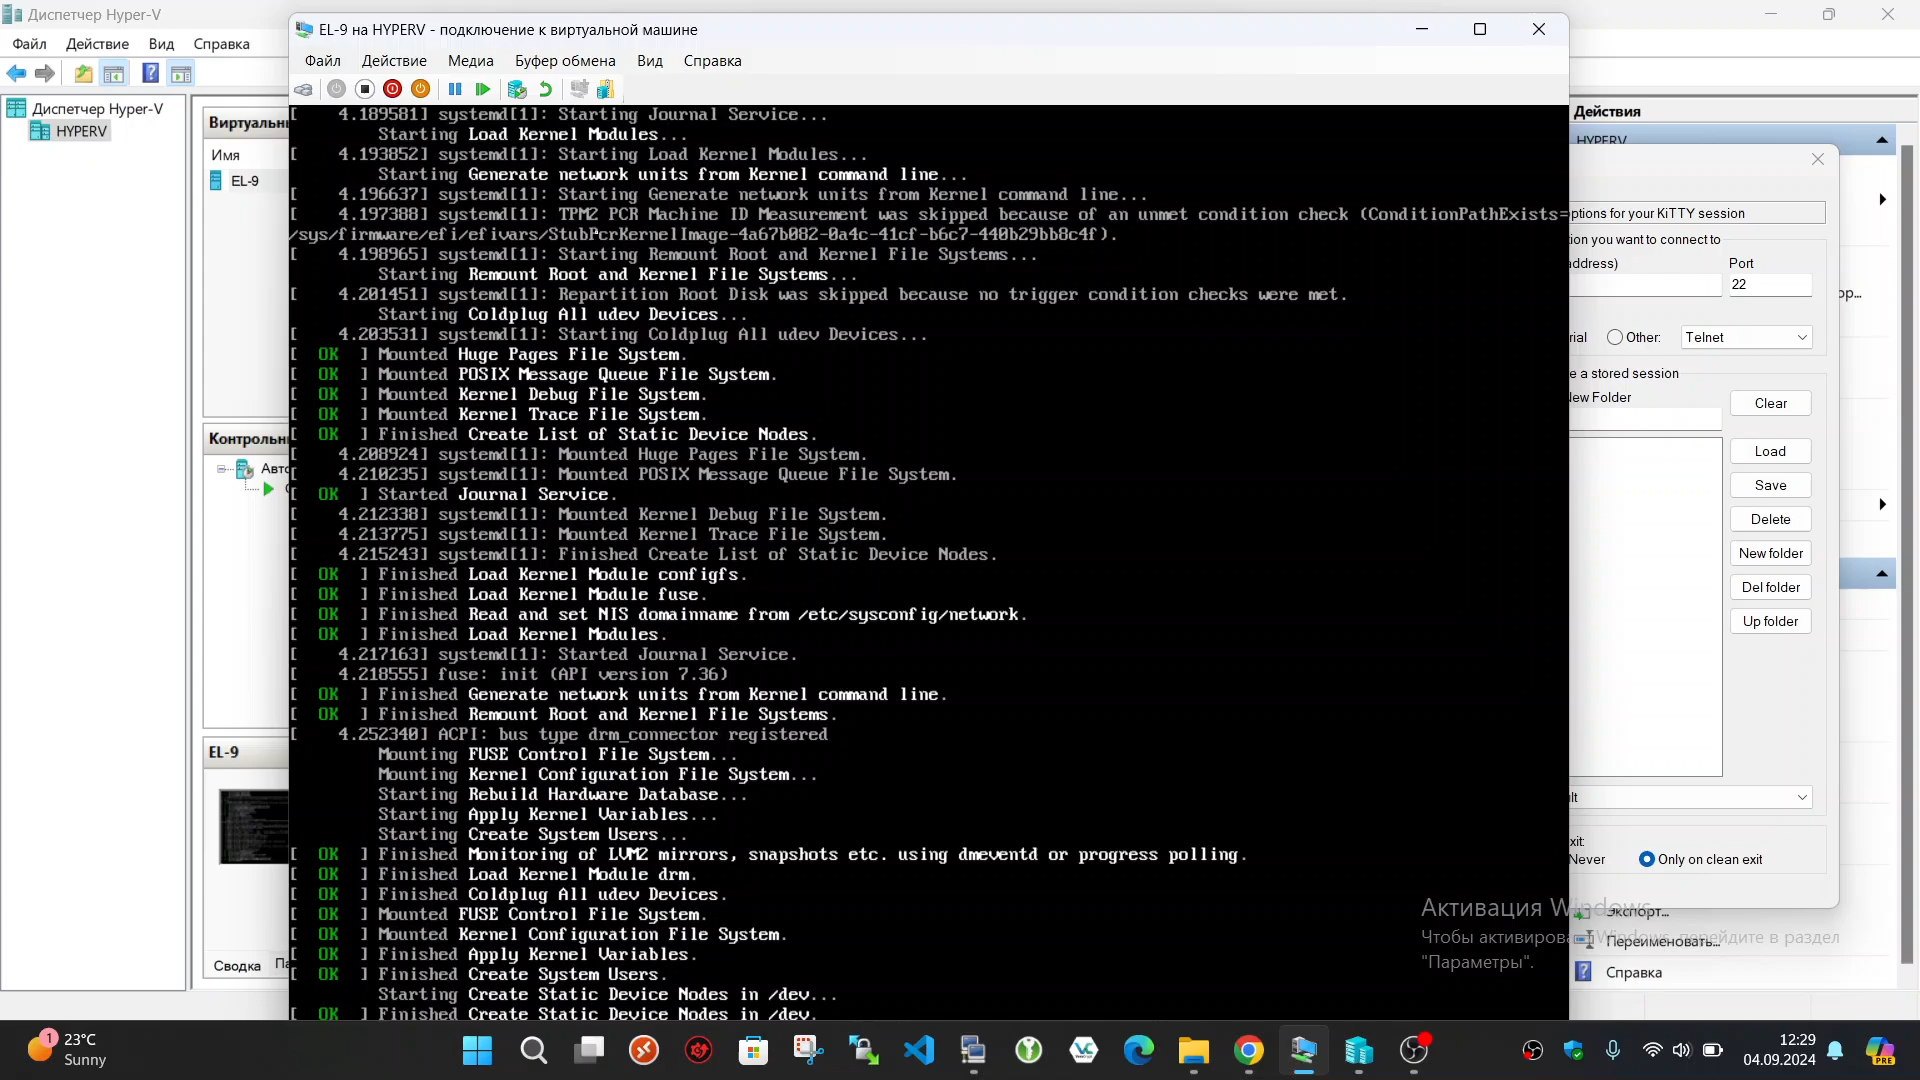 Диспетчер Hyper-V
Файл Действие Вид Справка
Диспетчер Hyper-V
HYPERV
Имя
EL-9
EL-9
Сводка
EL-9 на HYPERV - подключение к виртуальной машине
Файл Действие Медиа Буфер обмена Вид Справка
[    4.189581] systemd[1]: Starting Journal Service...
Starting Load Kernel Modules...
[    4.193852] systemd[1]: Starting Load Kernel Modules...
Starting Generate network units from Kernel command line...
[    4.196637] systemd[1]: Starting Generate network units from Kernel command line...
[    4.197388] systemd[1]: TPM2 PCR Machine ID Measurement was skipped because of an unmet condition check (ConditionPathExists=
/sys/firmware/efi/efivars/StubPcrKernelImage-4a67b082-0a4c-41cf-b6c7-440b29bb8c4f).
[    4.198965] systemd[1]: Starting Remount Root and Kernel File Systems...
Starting Remount Root and Kernel File Systems...
[    4.201451] systemd[1]: Repartition Root Disk was skipped because no trigger condition checks were met.
Starting Coldplug All udev Devices...
[    4.203531] systemd[1]: Starting Coldplug All udev Devices...
[  OK  ] Mounted Huge Pages File System.
[  OK  ] Mounted POSIX Message Queue File System.
[  OK  ] Mounted Kernel Debug File System.
[  OK  ] Mounted Kernel Trace File System.
[  OK  ] Finished Create List of Static Device Nodes.
[    4.208924] systemd[1]: Mounted Huge Pages File System.
[    4.210235] systemd[1]: Mounted POSIX Message Queue File System.
[  OK  ] Started Journal Service.
[    4.212338] systemd[1]: Mounted Kernel Debug File System.
[    4.213775] systemd[1]: Mounted Kernel Trace File System.
[    4.215243] systemd[1]: Finished Create List of Static Device Nodes.
[  OK  ] Finished Load Kernel Module configfs.
[  OK  ] Finished Load Kernel Module fuse.
[  OK  ] Finished Read and set NIS domainname from /etc/sysconfig/network.
[  OK  ] Finished Load Kernel Modules.
[    4.217163] systemd[1]: Started Journal Service.
[    4.218555] fuse: init (API version 7.36)
[  OK  ] Finished Generate network units from Kernel command line.
[  OK  ] Finished Remount Root and Kernel File Systems.
[    4.252340] ACPI: bus type drm_connector registered
Mounting FUSE Control File System...
Mounting Kernel Configuration File System...
Starting Rebuild Hardware Database...
Starting Apply Kernel Variables...
Starting Create System Users...
[  OK  ] Finished Monitoring of LVM2 mirrors, snapshots etc. using dmeventd or progress polling.
[  OK  ] Finished Load Kernel Module drm.
[  OK  ] Finished Coldplug All udev Devices.
[  OK  ] Mounted FUSE Control File System.
[  OK  ] Mounted Kernel Configuration File System.
[  OK  ] Finished Apply Kernel Variables.
[  OK  ] Finished Create System Users.
Starting Create Static Device Nodes in /dev...
[  OK  ] Finished Create Static Device Nodes in /dev.
Действия
HYPERV
ptions for your KiTTY session
ion you want to connect to
address) Port
22
rial Other: Telnet
e a stored session
New Folder
Clear
Load
Save
Delete
New folder
Del folder
Up folder
Never Only on clean exit
Экспорт...
Переименовать...
Справка
Активация Windows
Чтобы активировать Windows, перейдите в раздел
"Параметры".
1
23°C
Sunny
PRE
12:29
04.09.2024